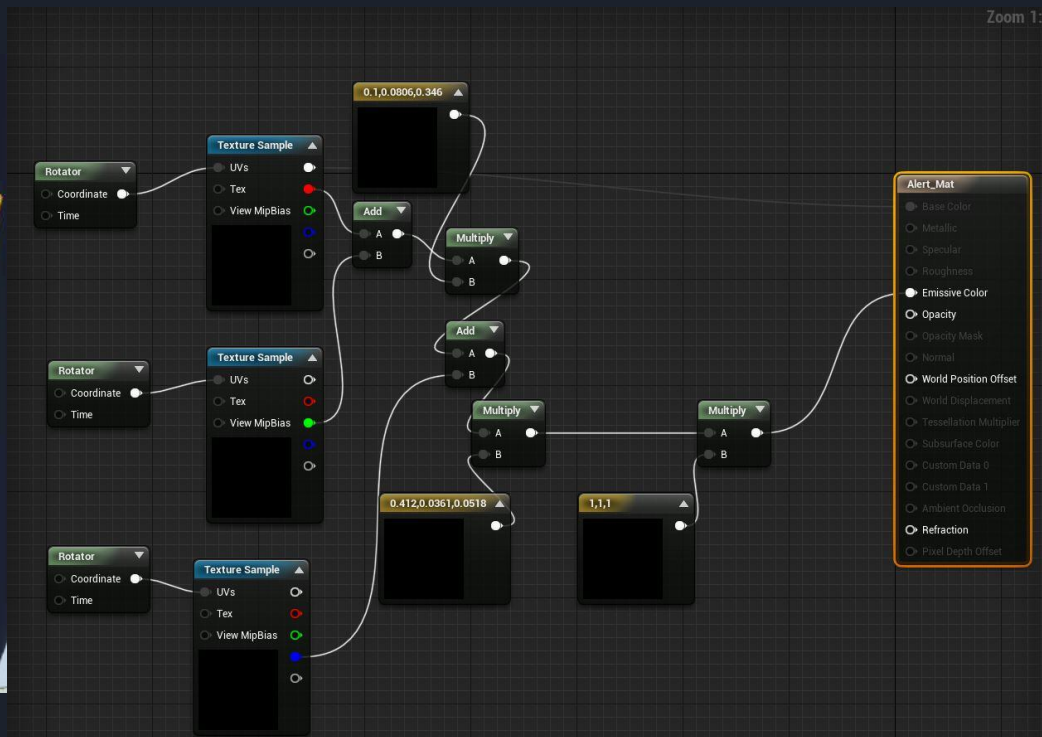 Zoom 1:
0.1,0.0806,0.346
Texture Sample
UVs
Tex
View MipBias
Rotator
Coordinate
Time
Add
A
B
Multiply
A
B
Alert_Mat
Base Color
Metallic
Specular
Roughness
Emissive Color
Opacity
Opacity Mask
Normal
World Position Offset
World Displacement
Tessellation Multiplier
Subsurface Color
Custom Data 0
Custom Data 1
Ambient Occlusion
Refraction
Pixel Depth Offset
Add
A
B
Texture Sample
UVs
Tex
View MipBias
Rotator
Coordinate
Time
Multiply
A
B
Multiply
A
B
0.412,0.0361,0.0518
1,1,1
Rotator
Coordinate
Time
Texture Sample
UVs
Tex
View MipBias